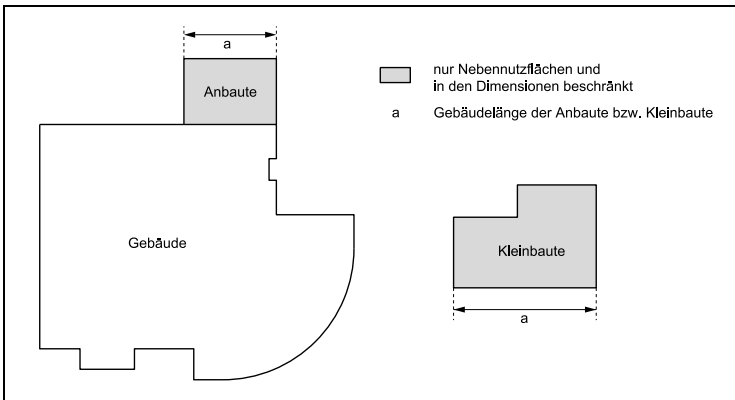 a
Anbaute
nur Nebennutzflächen und
in den Dimensionen beschränkt
a Gebäudelänge der Anbaute bzw. Kleinbaute
Gebäude
Kleinbaute
a